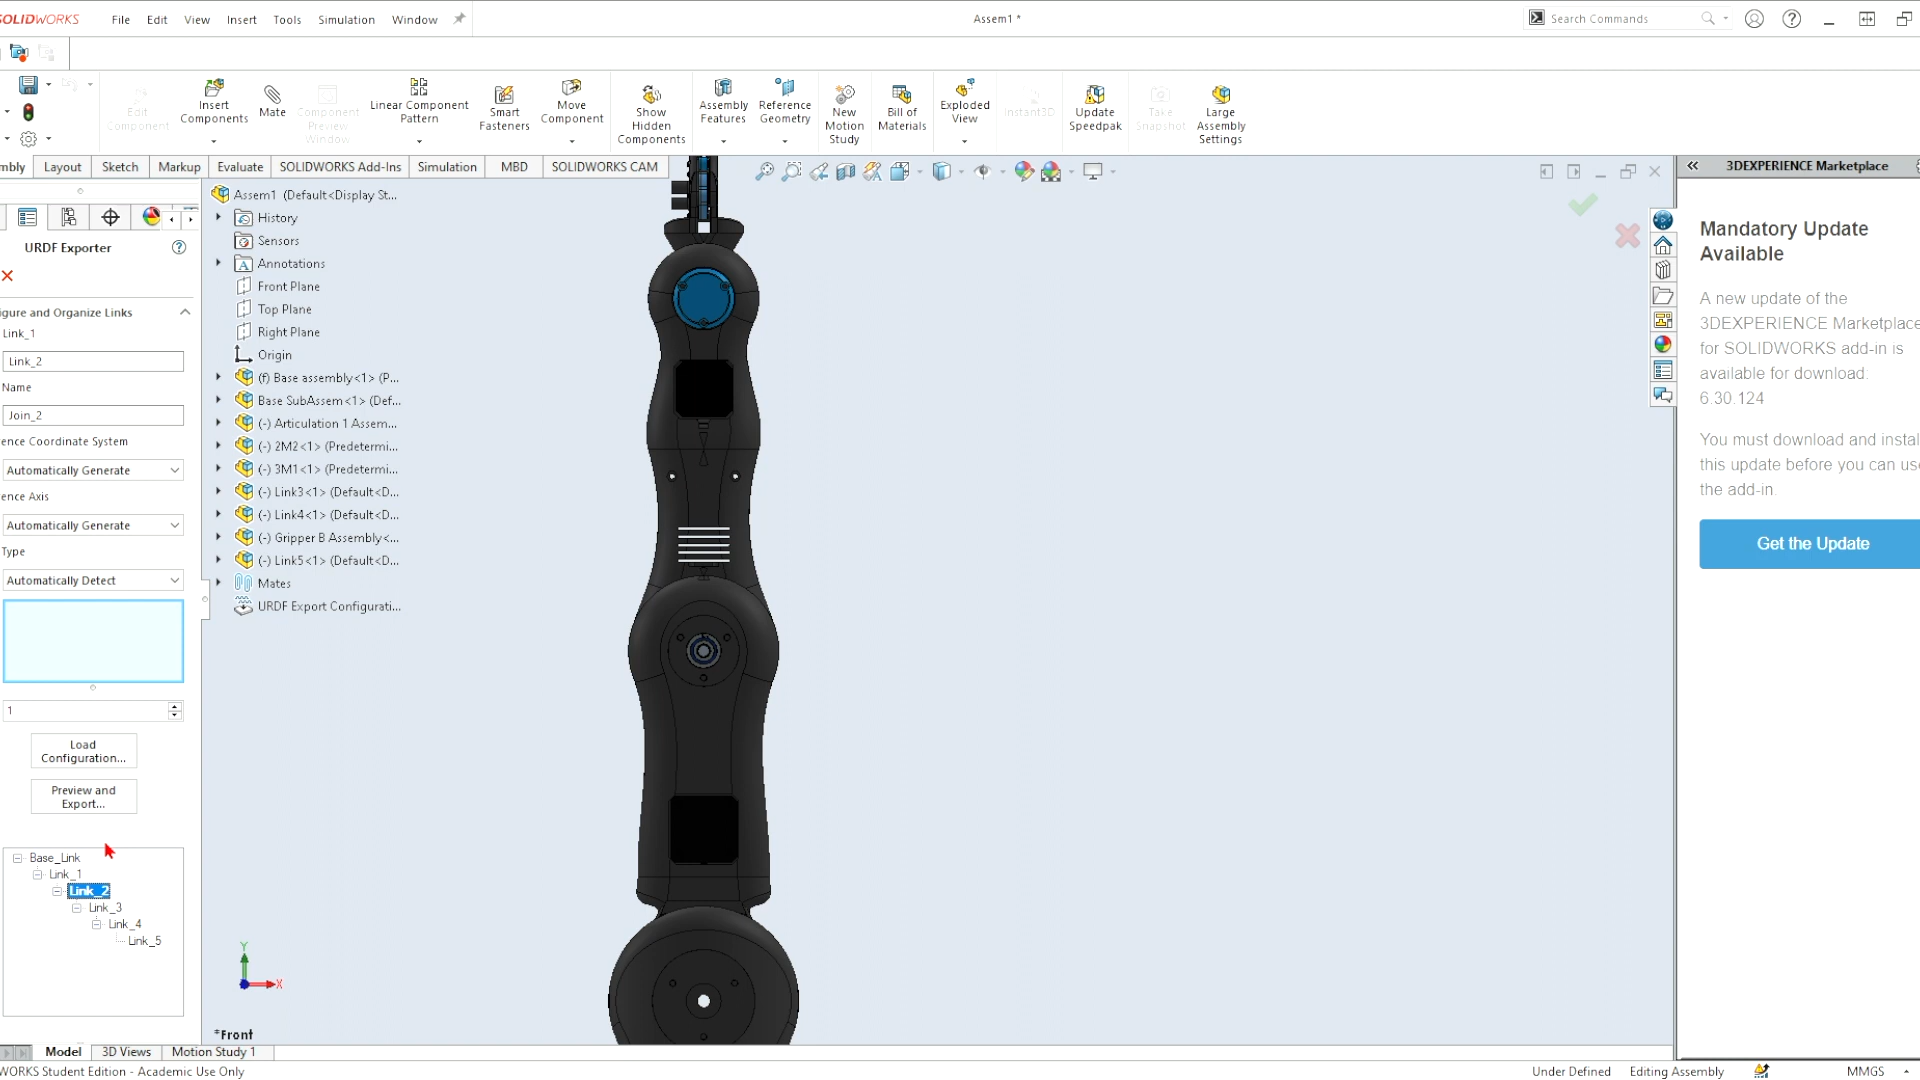 SOLIDWORKS File Edit View Insert Tools Simulation Window Assem1 * Search Commands
Edit Component
Insert Components
Mate
Component Preview Window
Linear Component Pattern
Smart Fasteners
Move Component
Show Hidden Components
Assembly Features
Reference Geometry
New Motion Study
Bill of Materials
Exploded View
Instant3D
Update Speedpak
Take Snapshot
Large Assembly Settings
mbly Layout Sketch Markup Evaluate SOLIDWORKS Add-Ins Simulation MBD SOLIDWORKS CAM
URDF Exporter
igure and Organize Links
Link_1
Link_2
Name
Join_2
ence Coordinate System
Automatically Generate
ence Axis
Automatically Generate
Type
Automatically Detect
1
Load
Configuration...
Preview and
Export...
Base_Link
Link_1
Link_2
Link_3
Link_4
Link_5
Assem1 (Default<Display St...
History
Sensors
Annotations
Front Plane
Top Plane
Right Plane
Origin
(f) Base assembly<1> (P...
Base SubAssem<1> (Def...
(-) Articulation 1 Assem...
(-) 2M2<1> (Predetermi...
(-) 3M1<1> (Predetermi...
(-) Link3<1> (Default<D...
(-) Link4<1> (Default<D...
(-) Gripper B Assembly<...
(-) Link5<1> (Default<D...
Mates
URDF Export Configurati...
Y
X
*Front
3DEXPERIENCE Marketplace
Mandatory Update
Available
A new update of the
3DEXPERIENCE Marketplace
for SOLIDWORKS add-in is
available for download:
6.30.124
You must download and instal
this update before you can us
the add-in.
Get the Update
Model 3D Views Motion Study 1
WORKS Student Edition - Academic Use Only
Under Defined Editing Assembly MMGS